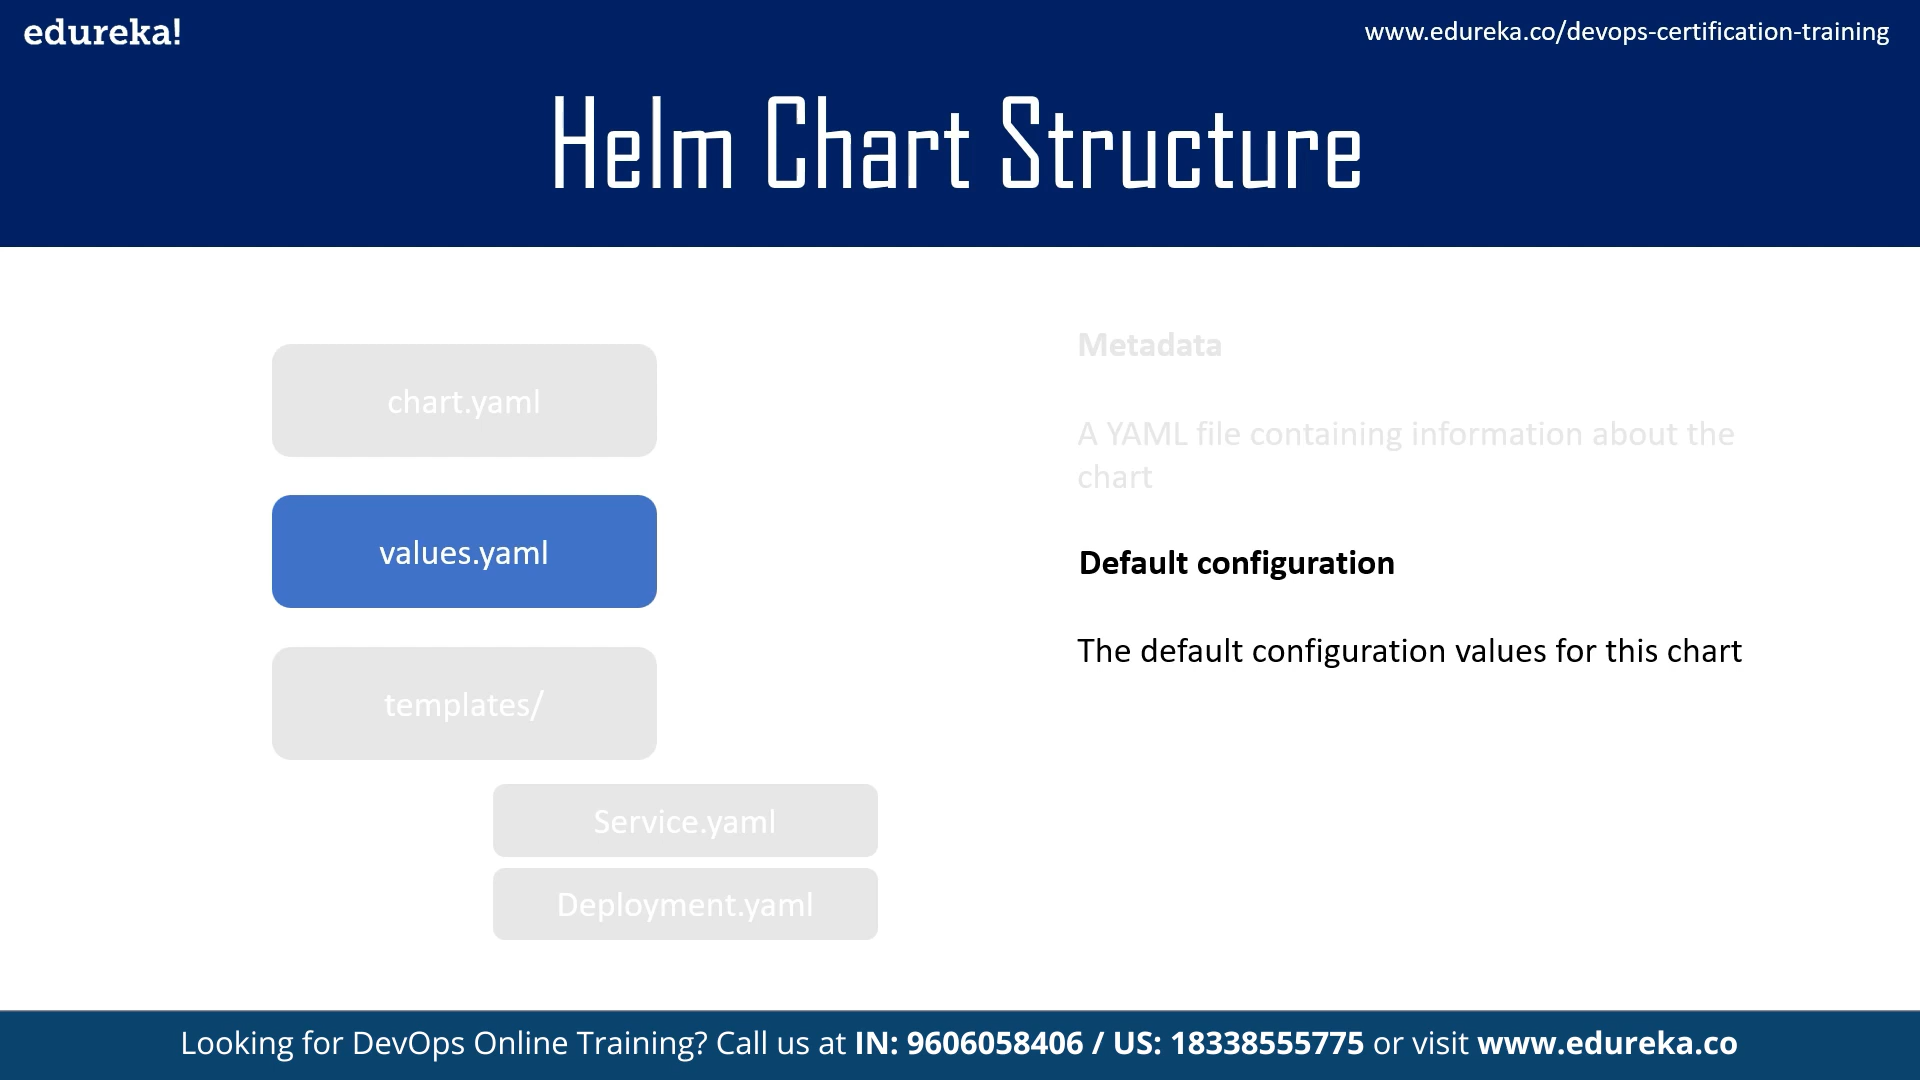 edureka!
www.edureka.co/devops-certification-training
Helm Chart Structure
chart.yaml
values.yaml
templates/
Service.yaml
Deployment.yaml
Metadata
A YAML file containing information about the
chart
Default configuration
The default configuration values for this chart
Looking for DevOps Online Training? Call us at IN: 9606058406 / US: 18338555775 or visit www.edureka.co